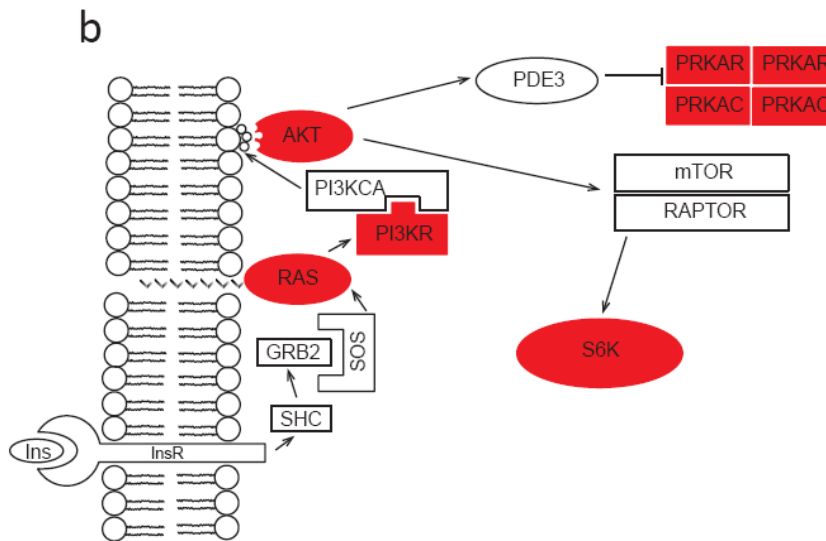 b
PDE3
PRKAR PRKAR
PRKAC PRKAC
AKT
PI3KCA
mTOR
RAPTOR
PI3KR
RAS
SOS
GRB2
S6K
SHC
Ins
InsR